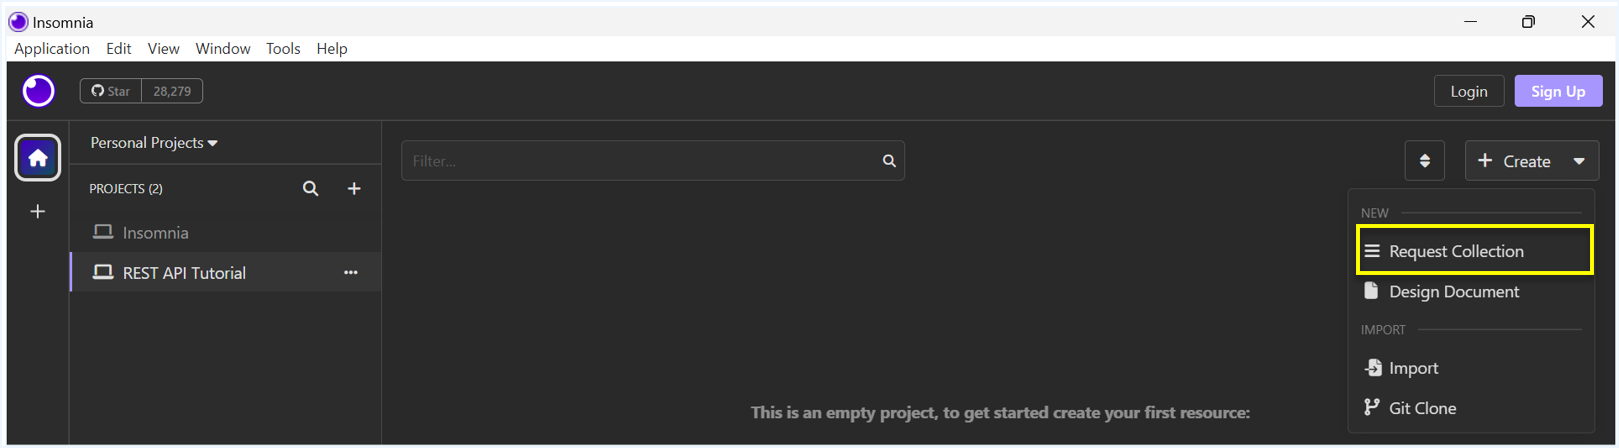 Insomnia
Application Edit View Window Tools Help
Star 28,279
Login Sign Up
Personal Projects
Filter...
Create
PROJECTS (2)
NEW
Insomnia
Request Collection
REST API Tutorial
Design Document
IMPORT
Import
This is an empty project, to get started create your first resource:
Git Clone